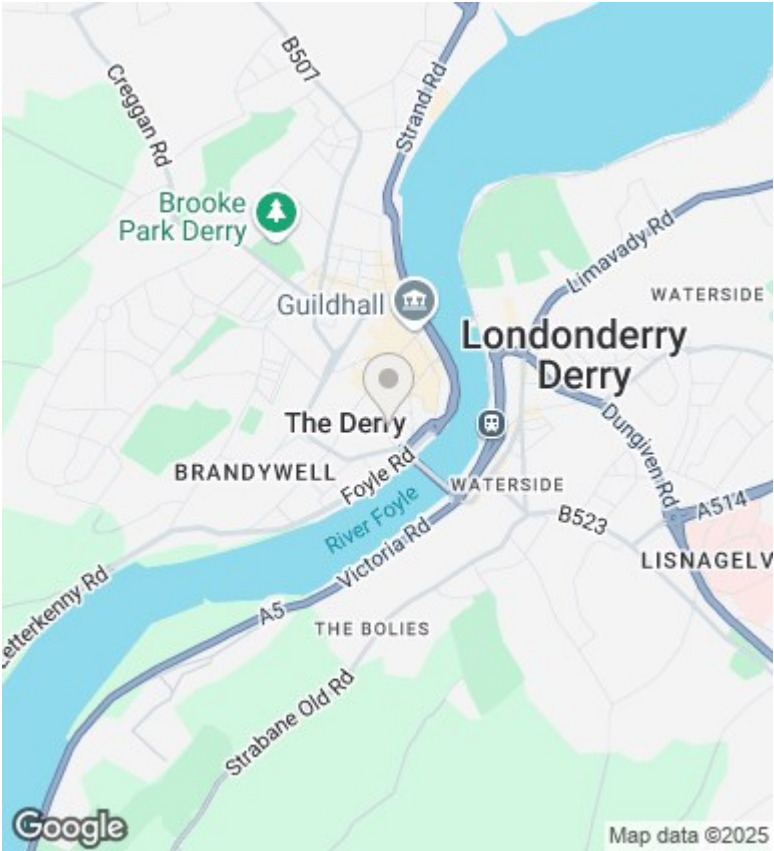 B507
Creggan Rd
Strand Rd
Brooke
Park Derry
Limavady Rd
WATERSIDE
Guildhall
Londonderry
Derry
The Derry
Dungiven Rd
BRANDYWELL
Foyle Rd
WATERSIDE
A514
River Foyle
B523
Victoria Rd
LISNAGELV
Letterkenny Rd
A5
THE BOLIES
Strabane Old Rd
Google
Map data ©2025